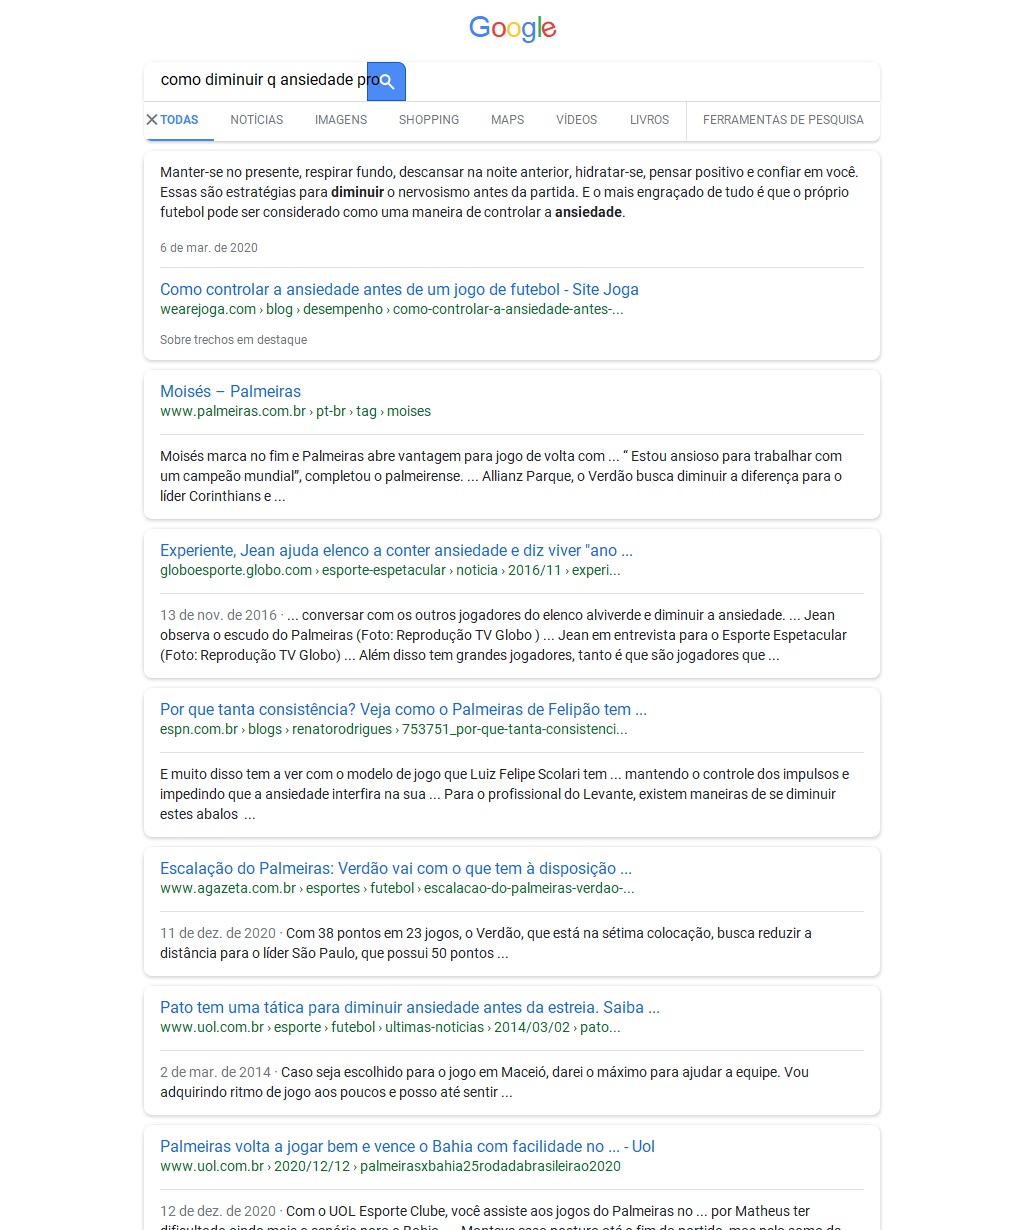 Google
como diminuir q ansiedade pro
TODAS NOTÍCIAS IMAGENS SHOPPING MAPS VÍDEOS LIVROS FERRAMENTAS DE PESQUISA
Manter-se no presente, respirar fundo, descansar na noite anterior, hidratar-se, pensar positivo e confiar em você.
Essas são estratégias para diminuir o nervosismo antes da partida. E o mais engraçado de tudo é que o próprio
futebol pode ser considerado como uma maneira de controlar a ansiedade.
6 de mar. de 2020
Como controlar a ansiedade antes de um jogo de futebol - Site Joga
wearejoga.com › blog › desempenho › como-controlar-a-ansiedade-antes-...
Sobre trechos em destaque
Moisés – Palmeiras
www.palmeiras.com.br › pt-br › tag › moises
Moisés marca no fim e Palmeiras abre vantagem para jogo de volta com ... “ Estou ansioso para trabalhar com
um campeão mundial”, completou o palmeirense. ... Allianz Parque, o Verdão busca diminuir a diferença para o
líder Corinthians e ...
Experiente, Jean ajuda elenco a conter ansiedade e diz viver "ano ...
globoesporte.globo.com › esporte-espetacular › noticia › 2016/11 › experi...
13 de nov. de 2016 · ... conversar com os outros jogadores do elenco alviverde e diminuir a ansiedade. ... Jean
observa o escudo do Palmeiras (Foto: Reprodução TV Globo ) ... Jean em entrevista para o Esporte Espetacular
(Foto: Reprodução TV Globo) ... Além disso tem grandes jogadores, tanto é que são jogadores que ...
Por que tanta consistência? Veja como o Palmeiras de Felipão tem ...
espn.com.br › blogs › renatorodrigues › 753751_por-que-tanta-consistenci...
E muito disso tem a ver com o modelo de jogo que Luiz Felipe Scolari tem ... mantendo o controle dos impulsos e
impedindo que a ansiedade interfira na sua ... Para o profissional do Levante, existem maneiras de se diminuir
estes abalos ...
Escalação do Palmeiras: Verdão vai com o que tem à disposição ...
www.agazeta.com.br › esportes › futebol › escalacao-do-palmeiras-verdao-...
11 de dez. de 2020 · Com 38 pontos em 23 jogos, o Verdão, que está na sétima colocação, busca reduzir a
distância para o líder São Paulo, que possui 50 pontos ...
Pato tem uma tática para diminuir ansiedade antes da estreia. Saiba ...
www.uol.com.br › esporte › futebol › ultimas-noticias › 2014/03/02 › pato...
2 de mar. de 2014 · Caso seja escolhido para o jogo em Maceió, darei o máximo para ajudar a equipe. Vou
adquirindo ritmo de jogo aos poucos e posso até sentir ...
Palmeiras volta a jogar bem e vence o Bahia com facilidade no ... - Uol
www.uol.com.br › 2020/12/12 › palmeirasxbahia25rodadabrasileirao2020
12 de dez. de 2020 · Com o UOL Esporte Clube, você assiste aos jogos do Palmeiras no ... por Matheus ter